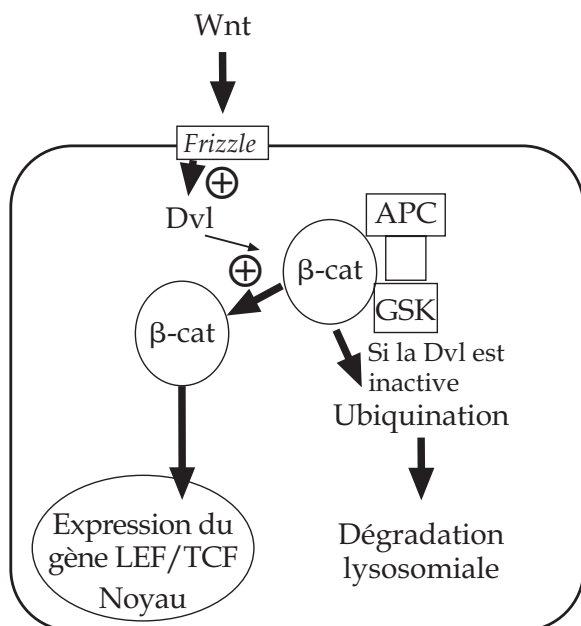 Wnt
Frizzle
Dvl
APC
β-cat
GSK
β-cat
Si la Dvl est
inactive
Ubiquination
Expression du
gène LEF/TCF
Noyau
Dégradation
lysosomiale